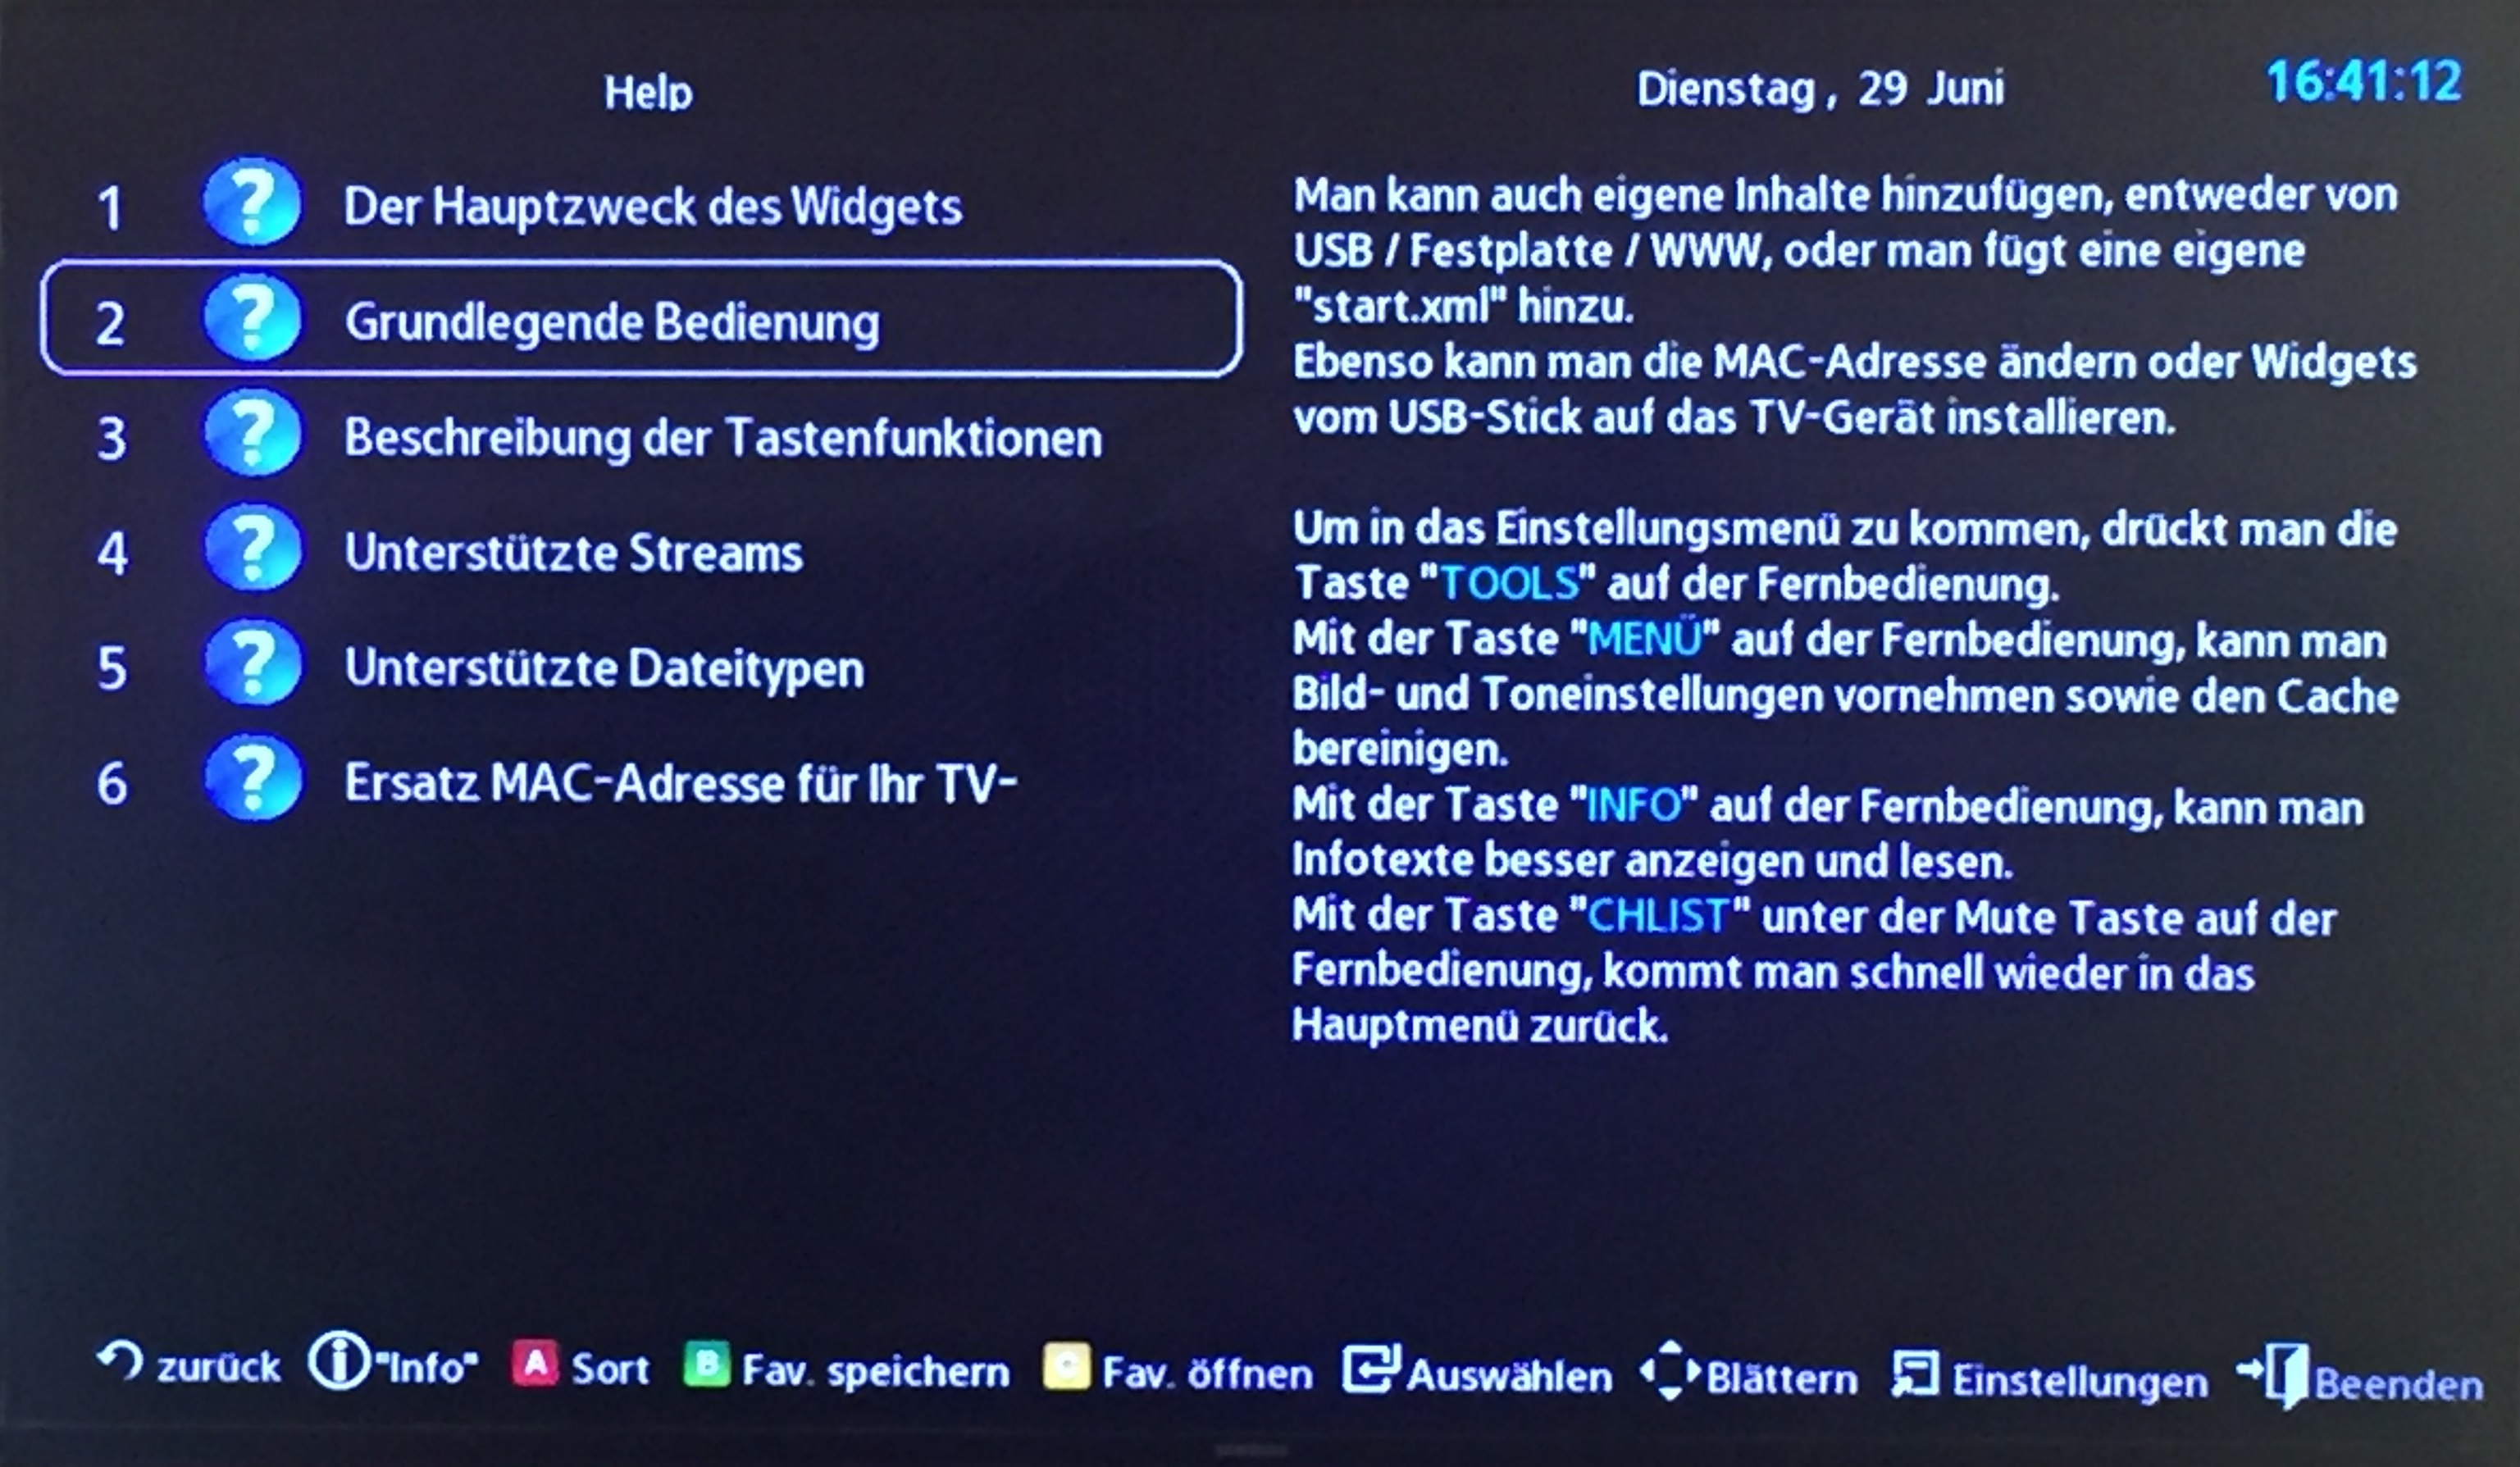 Help
Dienstag, 29 Juni
16:41:12
1 Der Hauptzweck des Widgets
2 Grundlegende Bedienung
3 Beschreibung der Tastenfunktionen
4 Unterstützte Streams
5 Unterstützte Dateitypen
6 Ersatz MAC-Adresse für Ihr TV-
Man kann auch eigene Inhalte hinzufügen, entweder von
USB / Festplatte / WWW, oder man fügt eine eigene
"start.xml" hinzu.
Ebenso kann man die MAC-Adresse ändern oder Widgets
vom USB-Stick auf das TV-Gerät installieren.
Um in das Einstellungsmenü zu kommen, drückt man die
Taste "TOOLS" auf der Fernbedienung.
Mit der Taste "MENÜ" auf der Fernbedienung, kann man
Bild- und Toneinstellungen vornehmen sowie den Cache
bereinigen.
Mit der Taste "INFO" auf der Fernbedienung, kann man
Infotexte besser anzeigen und lesen.
Mit der Taste "CHLIST" unter der Mute Taste auf der
Fernbedienung, kommt man schnell wieder in das
Hauptmenü zurück.
zurück "Info" A Sort B Fav. speichern C Fav. öffnen Auswählen Blättern Einstellungen Beenden